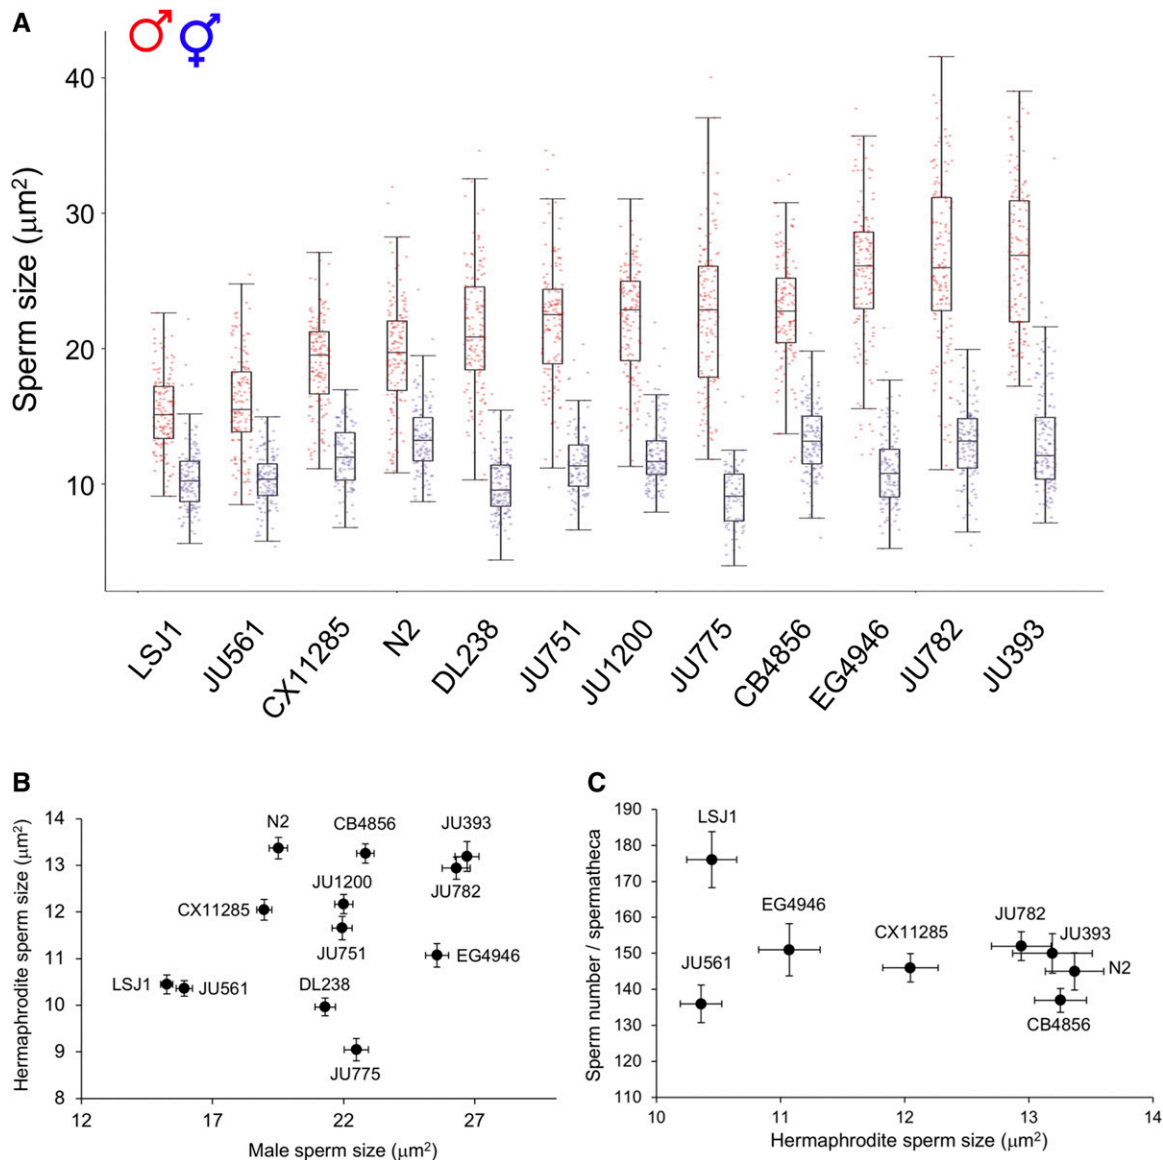 A
Sperm size (μm²)
40
30
20
10
LSJ1
JU561
CX11285
N2
DL238
JU751
JU1200
JU775
CB4856
EG4946
JU782
JU393
B
Hermaphrodite sperm size (μm²)
14
13
12
11
10
9
8
N2
CB4856
JU393
JU1200
JU782
CX11285
JU751
EG4946
LSJ1
JU561
DL238
JU775
12
17
22
27
Male sperm size (μm²)
C
Sperm number / spermatheca
190
180
170
160
150
140
130
120
110
LSJ1
EG4946
JU782
CX11285
JU393
JU561
N2
CB4856
10
11
12
13
14
Hermaphrodite sperm size (μm²)